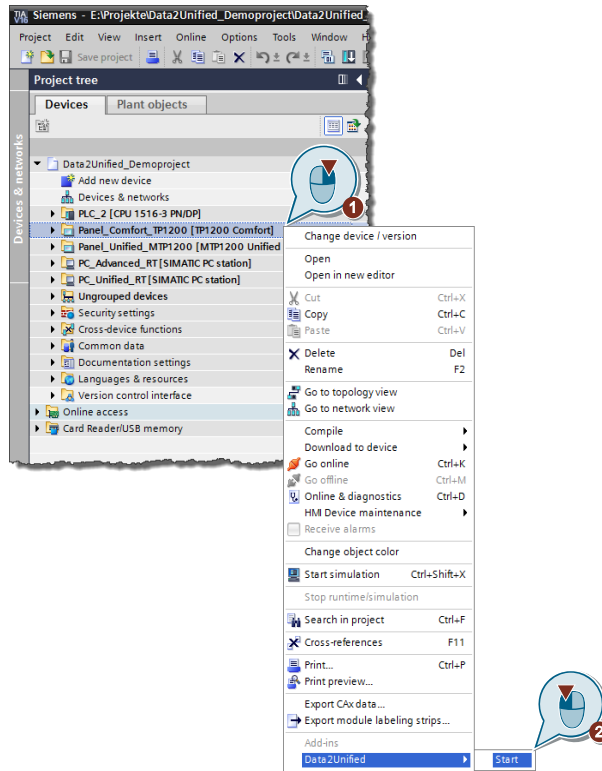 TIA V16 Siemens - E:\Projekte\Data2Unified_Demoproject\Data2Unified_
Project Edit View Insert Online Options Tools Window H
Save project
Project tree
Devices Plant objects
Devices & networks
Data2Unified_Demoproject
Add new device
Devices & networks
PLC_2 [CPU 1516-3 PN/DP]
Panel_Comfort_TP1200 [TP1200 Comfort]
Panel_Unified_MTP1200 [MTP1200 Unified
PC_Advanced_RT [SIMATIC PC station]
PC_Unified_RT [SIMATIC PC station]
Ungrouped devices
Security settings
Cross-device functions
Common data
Documentation settings
Languages & resources
Version control interface
Online access
Card Reader/USB memory
1
Change device / version
Open
Open in new editor
Cut Ctrl+X
Copy Ctrl+C
Paste Ctrl+V
Delete Del
Rename F2
Go to topology view
Go to network view
Compile
Download to device
Go online Ctrl+K
Go offline Ctrl+M
Online & diagnostics Ctrl+D
HMI Device maintenance
Receive alarms
Change object color
Start simulation Ctrl+Shift+X
Stop runtime/simulation
Search in project Ctrl+F
Cross-references F11
Print... Ctrl+P
Print preview...
Export CAx data...
Export module labeling strips...
Add-ins
Data2Unified
Start
2